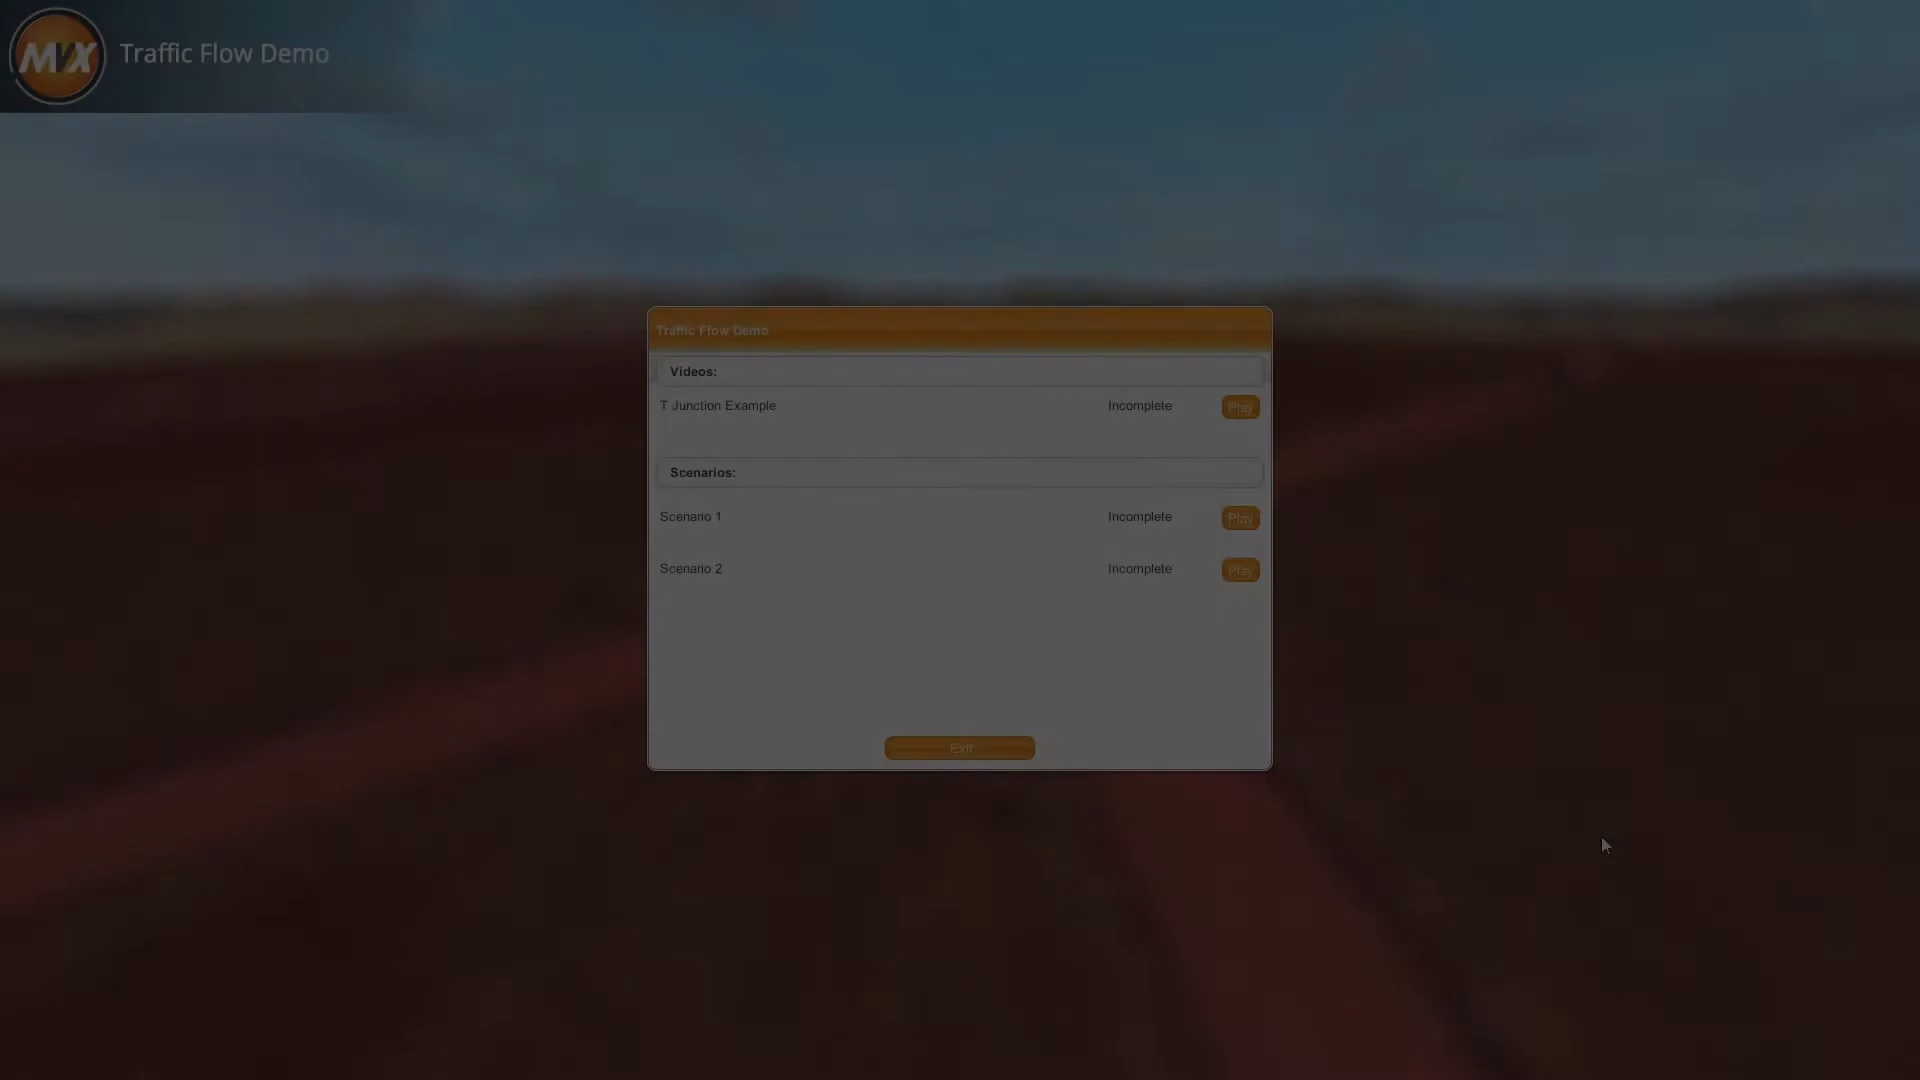 MVX Traffic Flow Demo
Traffic Flow Demo
Videos:
T Junction Example Incomplete Play
Scenarios:
Scenario 1 Incomplete Play
Scenario 2 Incomplete Play
Exit